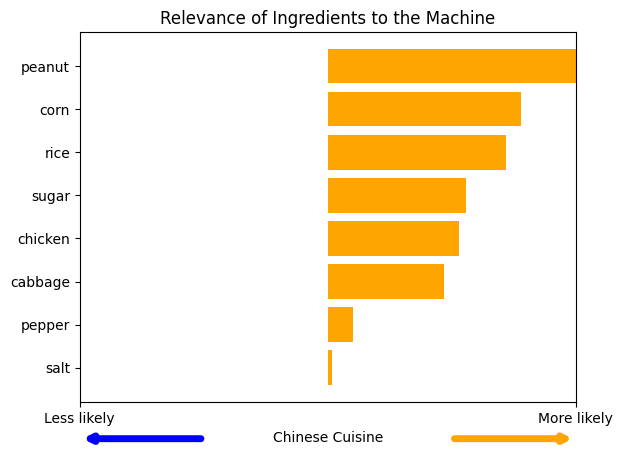 Relevance of Ingredients to the Machine
peanut
corn
rice
sugar
chicken
cabbage
pepper
salt
Less likely
More likely
Chinese Cuisine